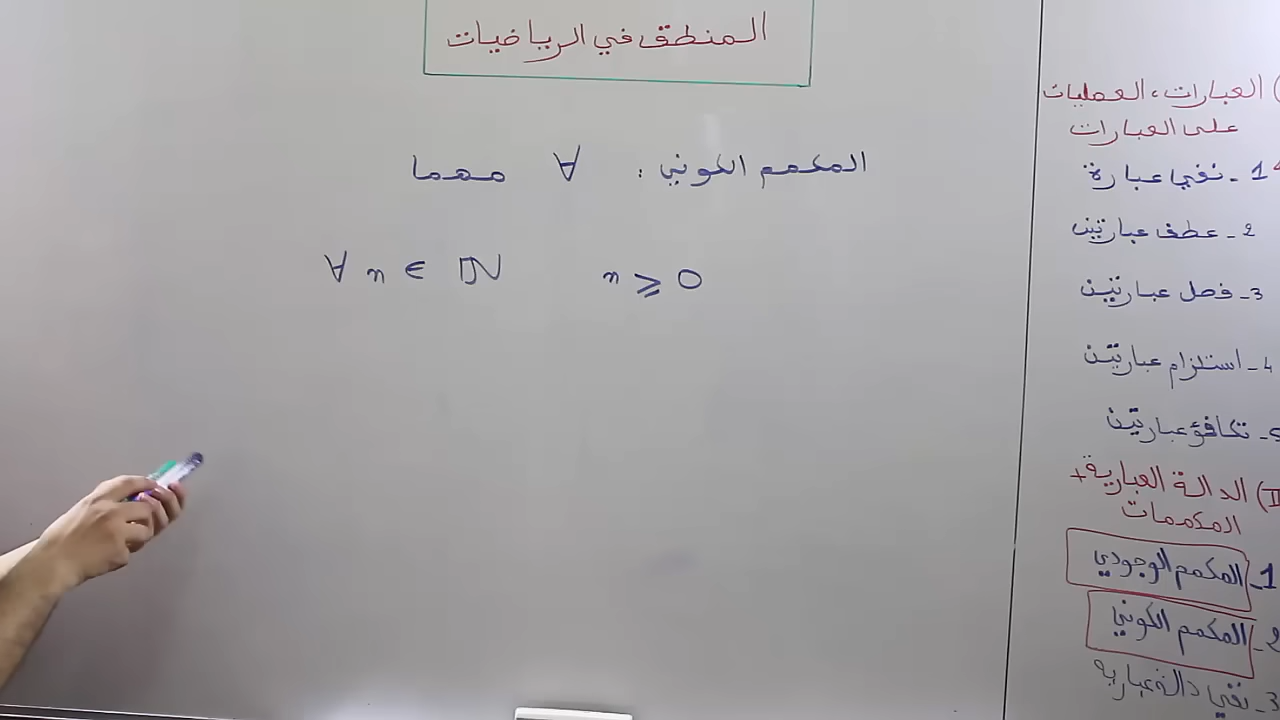 المنطق في الرياضيات
المكمم الكوني : ∀ مهما
∀ n ∈ ℕ n ⩾ 0
I) العبارات، العمليات
على العبارات
1 - نفي عبارة
2 - عطف عبارتين
3 - فصل عبارتين
4 - استلزام عبارتين
5 - تكافؤ عبارتين
II) الدالة العبارية +
المكممات
1 - المكمم الوجودي
2 - المكمم الكوني
3 - نفي دالة عبارية